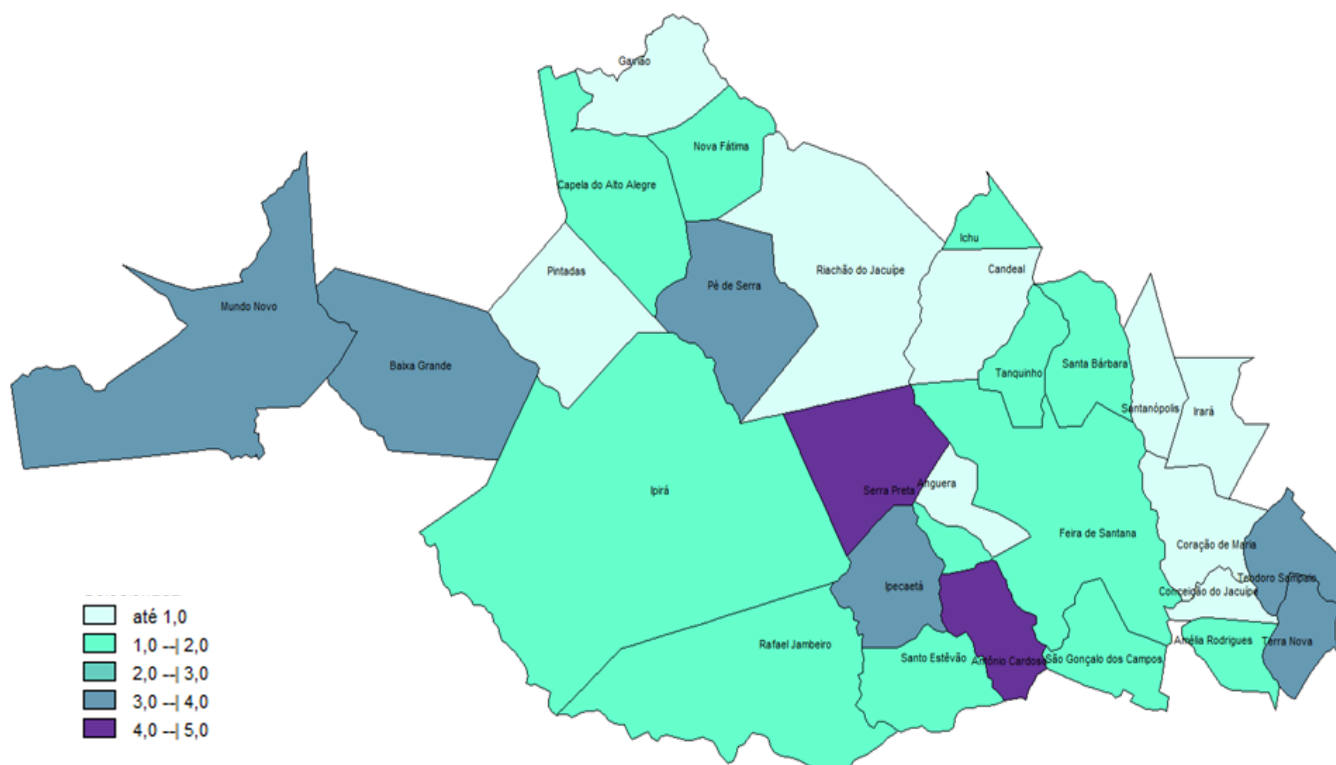 Gavião
Nova Fátima
Capela do Alto Alegre
Ichu
Pintadas
Riachão do Jacuípe
Candeal
Pé de Serra
Mundo Novo
Baixa Grande
Santa Bárbara
Tanquinho
Santanópolis
Irará
Anguera
Ipirá
Serra Preta
Feira de Santana
Coração de Maria
Teodoro Sampaio
Ipecaetá
Conceição do Jacuípe
Amélia Rodrigues
Terra Nova
Rafael Jambeiro
Santo Estêvão
Antônio Cardoso
São Gonçalo dos Campos
até 1,0
1,0 --| 2,0
2,0 --| 3,0
3,0 --| 4,0
4,0 --| 5,0